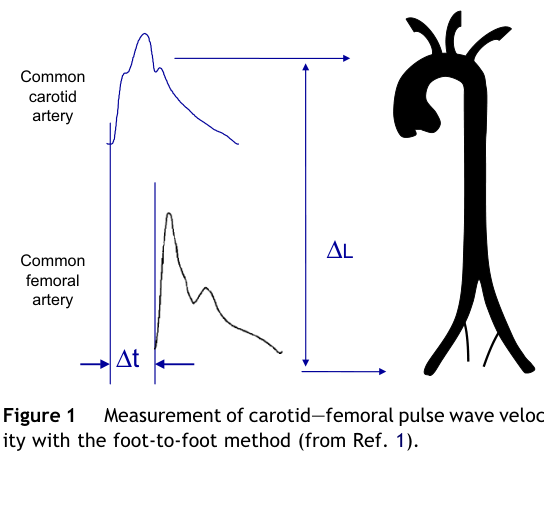 Common
carotid
artery
ΔL
Common
femoral
artery
Δt
Figure 1 Measurement of carotid–femoral pulse wave veloc
ity with the foot-to-foot method (from Ref. 1).